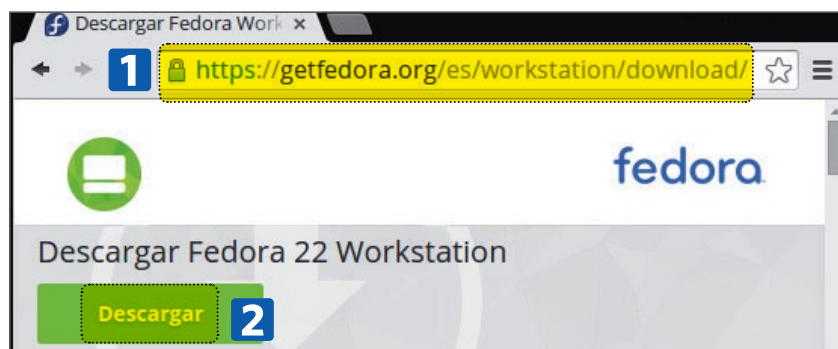 Descargar Fedora Work
1
https://getfedora.org/es/workstation/download/
fedora
Descargar Fedora 22 Workstation
Descargar
2